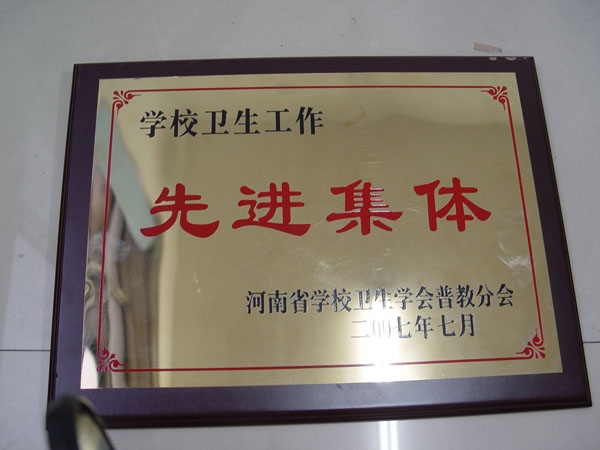 学校卫生工作
先进集体
河南省学校卫生学会普教分会
二00七年七月